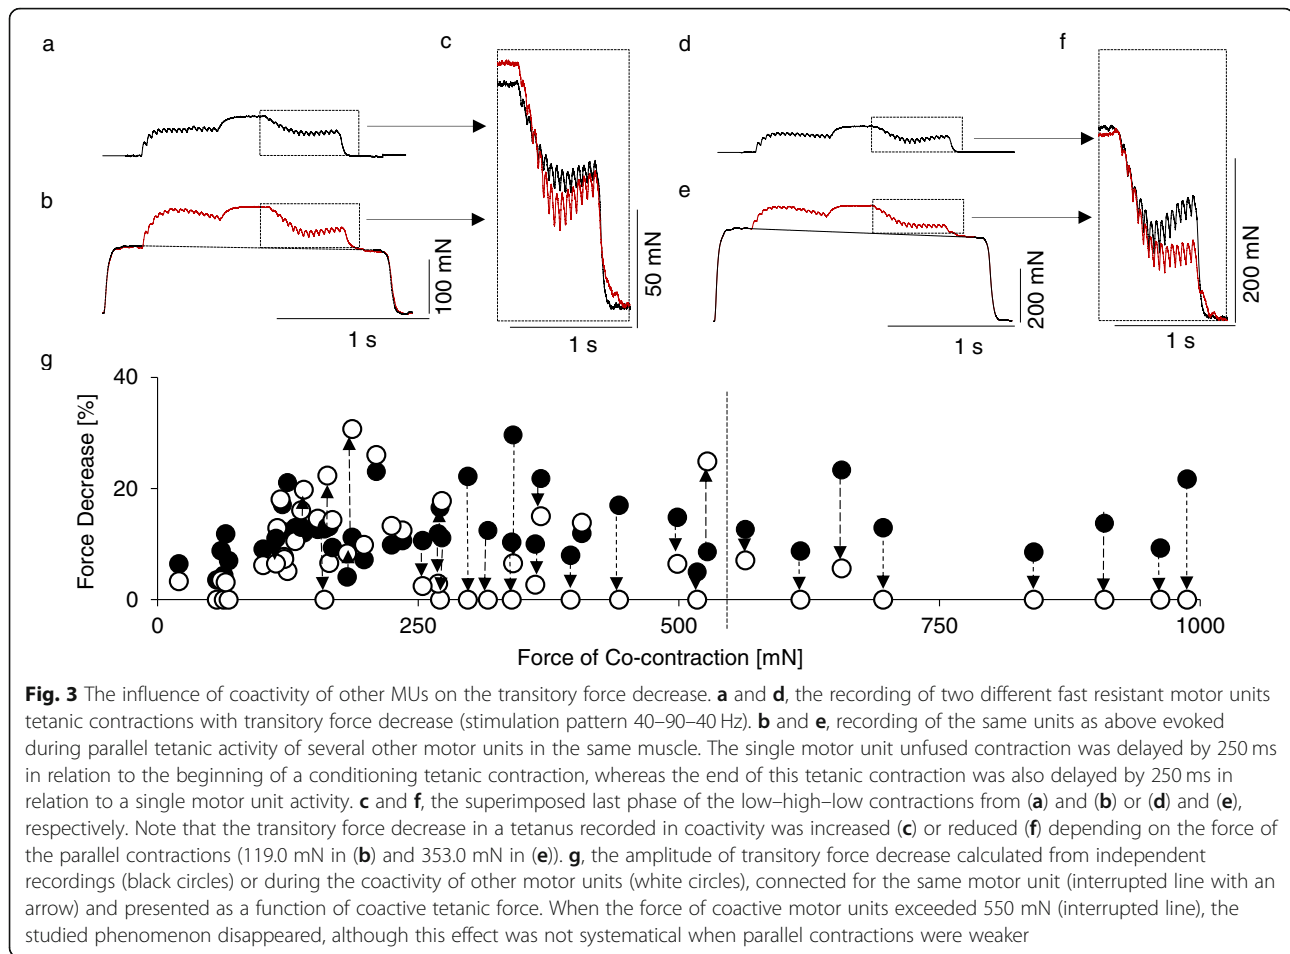 a
c
d
f
b
e
100 mN
1 s
50 mN
1 s
200 mN
1 s
200 mN
1 s
g
Force Decrease [%]
40
20
0
0
250
500
750
1000
Force of Co-contraction [mN]
Fig. 3 The influence of coactivity of other MUs on the transitory force decrease. a and d, the recording of two different fast resistant motor units
tetanic contractions with transitory force decrease (stimulation pattern 40–90–40 Hz). b and e, recording of the same units as above evoked
during parallel tetanic activity of several other motor units in the same muscle. The single motor unit unfused contraction was delayed by 250 ms
in relation to the beginning of a conditioning tetanic contraction, whereas the end of this tetanic contraction was also delayed by 250 ms in
relation to a single motor unit activity. c and f, the superimposed last phase of the low–high–low contractions from (a) and (b) or (d) and (e),
respectively. Note that the transitory force decrease in a tetanus recorded in coactivity was increased (c) or reduced (f) depending on the force of
the parallel contractions (119.0 mN in (b) and 353.0 mN in (e)). g, the amplitude of transitory force decrease calculated from independent
recordings (black circles) or during the coactivity of other motor units (white circles), connected for the same motor unit (interrupted line with an
arrow) and presented as a function of coactive tetanic force. When the force of coactive motor units exceeded 550 mN (interrupted line), the
studied phenomenon disappeared, although this effect was not systematical when parallel contractions were weaker